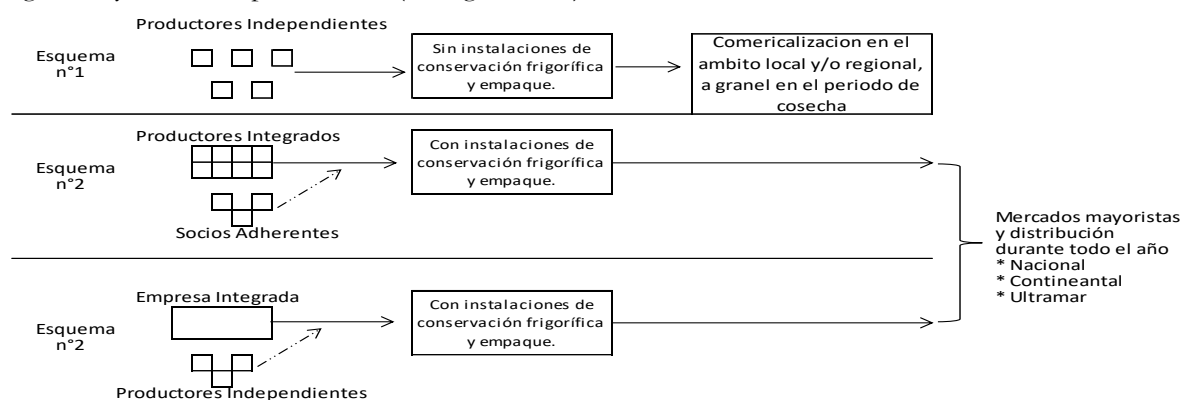 Productores Independientes
Esquema
n°1
Sin instalaciones de
conservación frigorífica
y empaque.
Comericalizacion en el
ambito local y/o regional,
a granel en el periodo de
cosecha
Productores Integrados
Esquema
n°2
Con instalaciones de
conservación frigorífica
y empaque.
Socios Adherentes
Mercados mayoristas
y distribución
durante todo el año
* Nacional
* Contineantal
* Ultramar
Empresa Integrada
Esquema
n°2
Con instalaciones de
conservación frigorífica
y empaque.
Productores Independientes